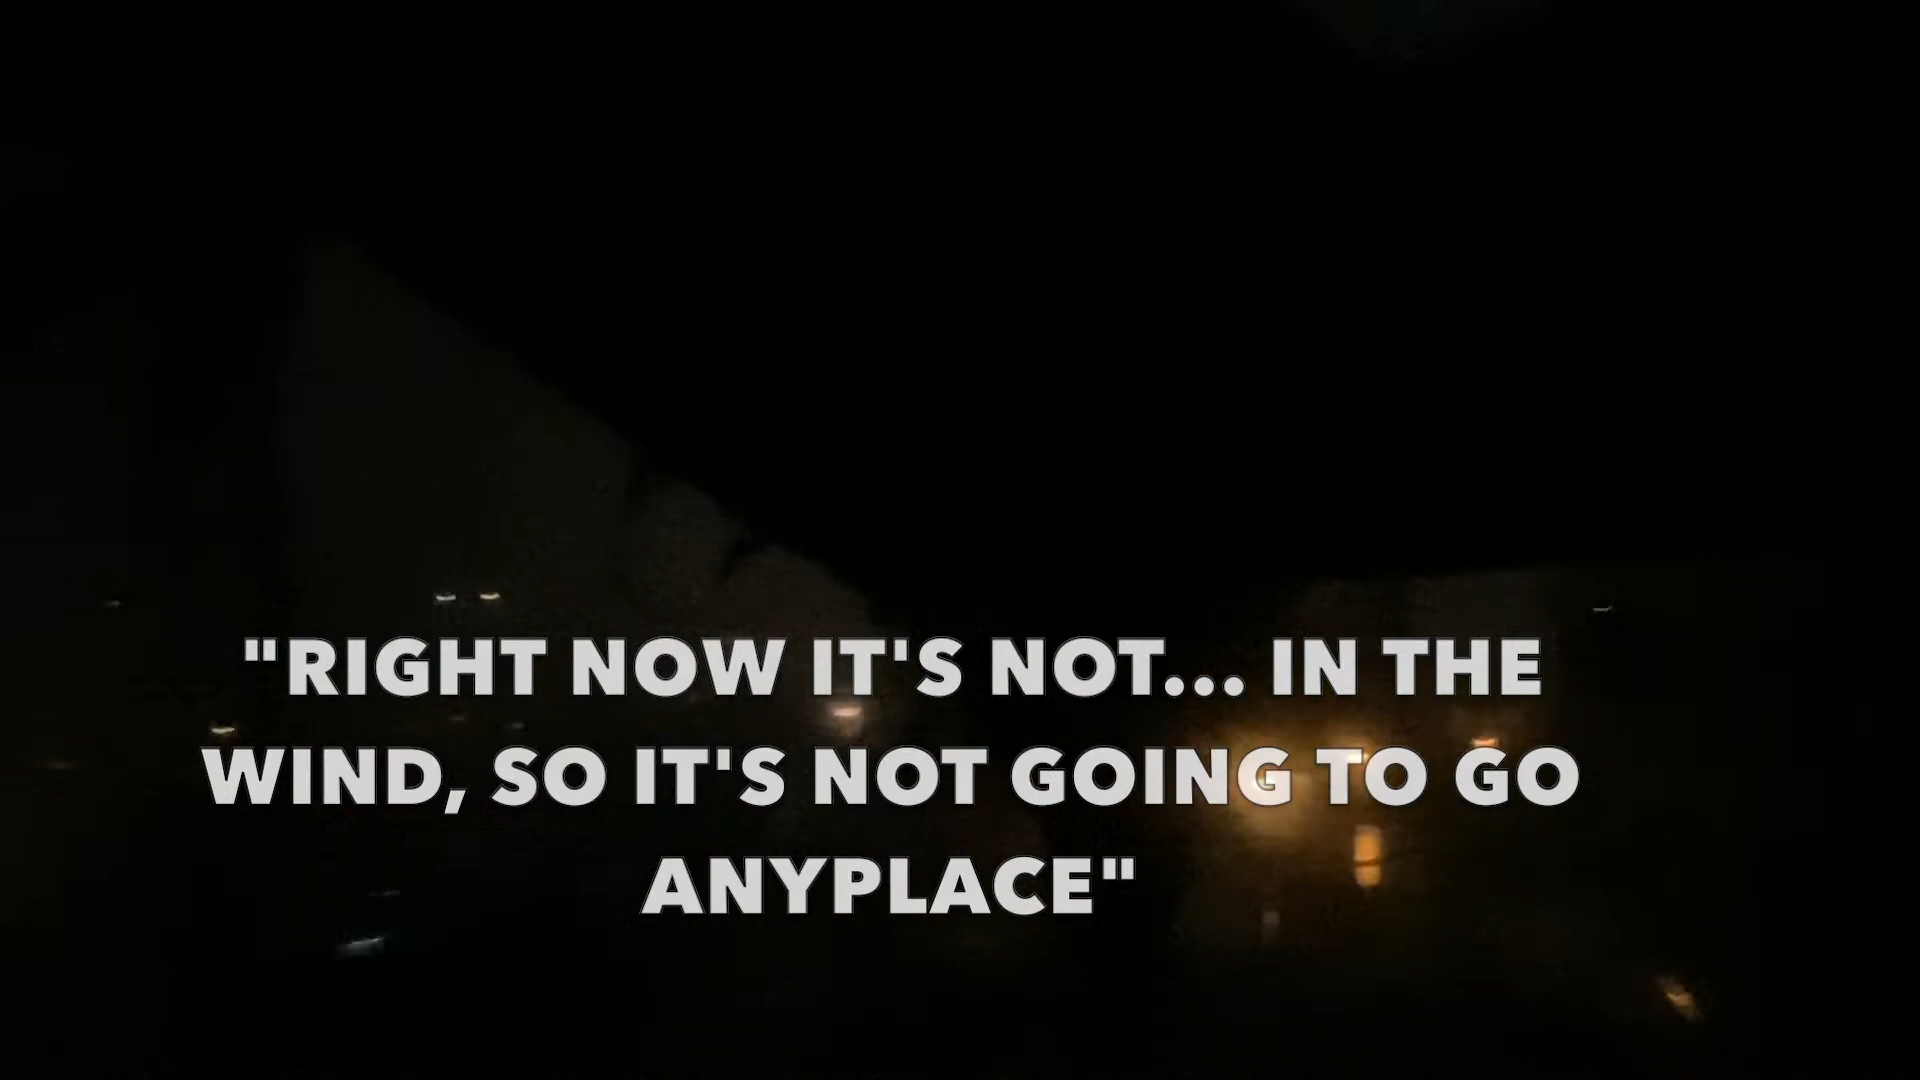 "RIGHT NOW IT'S NOT... IN THE
WIND, SO IT'S NOT GOING TO GO
ANYPLACE"